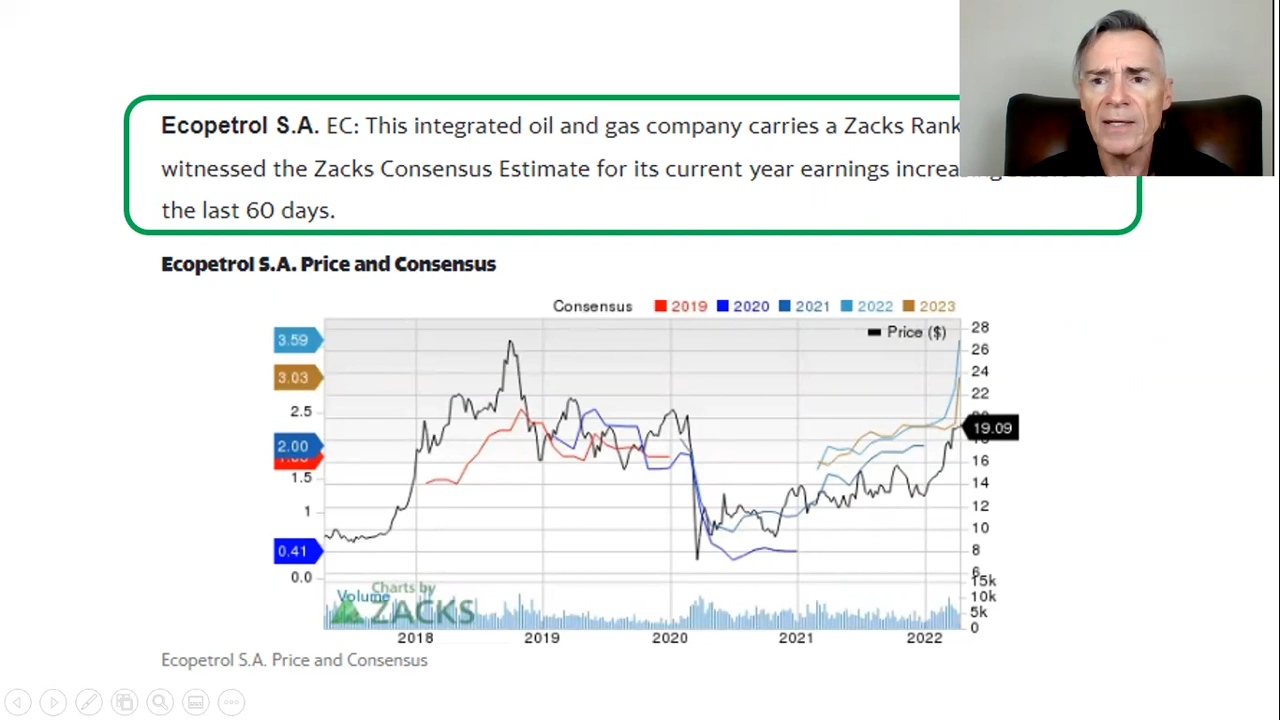 Ecopetrol S.A. EC: This integrated oil and gas company carries a Zacks Rank
witnessed the Zacks Consensus Estimate for its current year earnings
the last 60 days.
Ecopetrol S.A. Price and Consensus
Consensus 2019 2020 2021 2022 2023
Price ($)
3.59
3.03
2.5
2.00
1.5
1
0.41
0.0
28
26
24
22
19.09
16
14
12
10
8
6
15k
10k
5k
0
Volume
Charts by
ZACKS
2018 2019 2020 2021 2022
Ecopetrol S.A. Price and Consensus